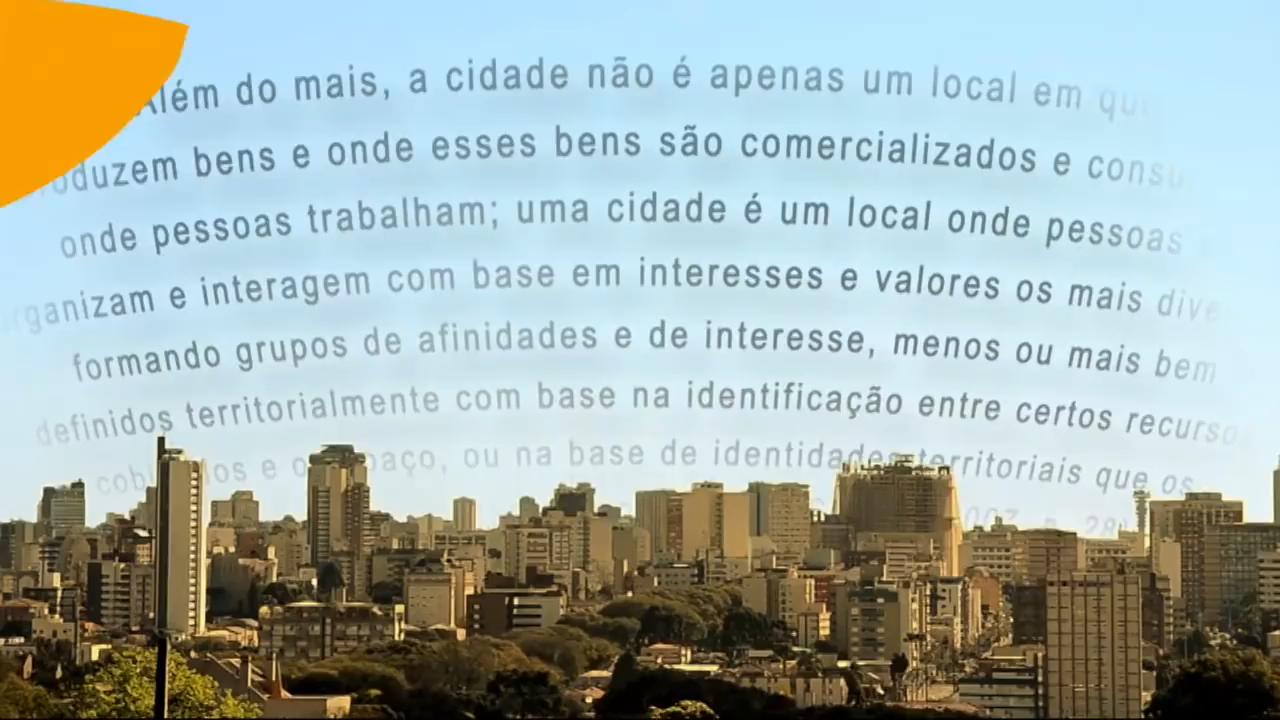 Além do mais, a cidade não é apenas um local em que
bens e onde esses bens são comercializados e
onde pessoas trabalham; uma cidade é um local onde pessoas
e interagem com base em interesses e valores os mais
formando grupos de afinidades e de interesse, menos ou mais bem
definidos territorialmente com base na identificação entre certos recursos
e o ou na base de identidades territoriais que os